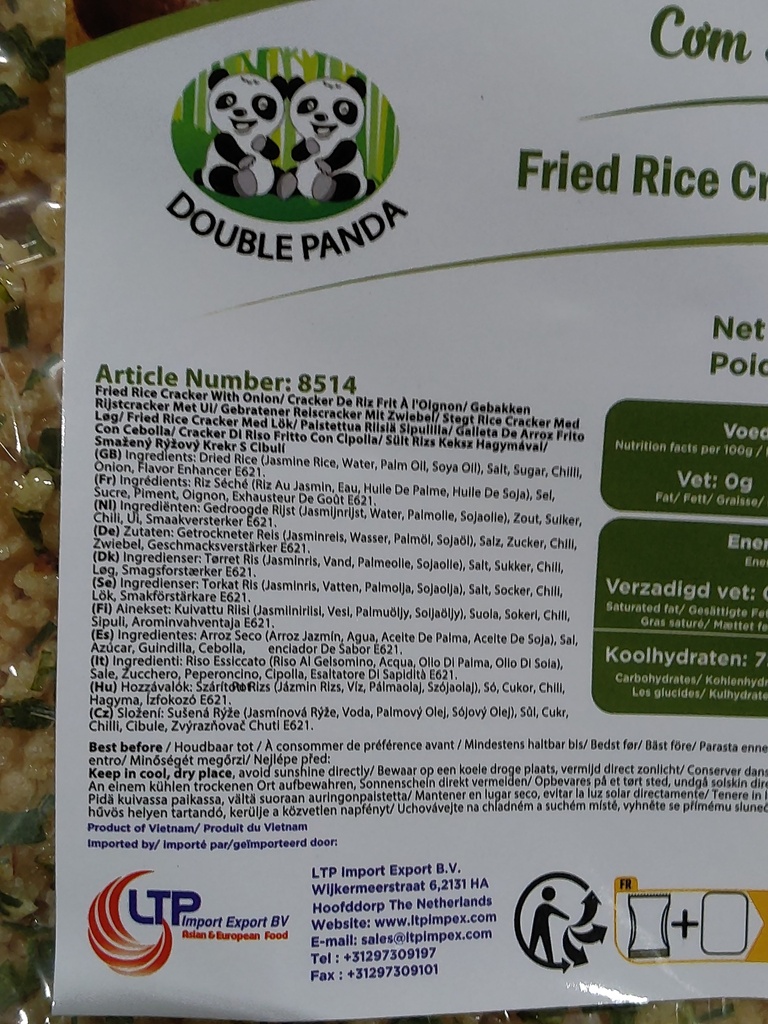 Cơm
DOUBLE PANDA
Fried Rice Cr
Net
Poid
Article Number: 8514
Fried Rice Cracker With Onion/ Cracker De Riz Frit À l'Oignon/ Gebakken
Rijstcracker Met Ui/ Gebratener Reiscracker Mit Zwiebel/ Stegt Rice Cracker Med
Løg/ Fried Rice Cracker Med Lök/ Paistettua Riisiä Sipulilla/ Galleta De Arroz Frito
Con Cebolla/ Cracker Di Riso Fritto Con Cipolla/ Sült Rizs Keksz Hagymával/
Smažený Rýžový Krekr S Cibulí
(GB) Ingredients: Dried Rice (Jasmine Rice, Water, Palm Oil, Soya Oil), Salt, Sugar, Chilli,
Onion, Flavor Enhancer E621.
(Fr) Ingrédients: Riz Séché (Riz Au Jasmin, Eau, Huile De Palme, Huile De Soja), Sel,
Sucre, Piment, Oignon, Exhausteur De Goût E621.
(Nl) Ingrediënten: Gedroogde Rijst (Jasmijnrijst, Water, Palmolie, Sojaolie), Zout, Suiker,
Chili, Ui, Smaakversterker E621.
(De) Zutaten: Getrockneter Reis (Jasminreis, Wasser, Palmöl, Sojaöl), Salz, Zucker, Chili,
Zwiebel, Geschmacksverstärker E621.
(Dk) Ingredienser: Tørret Ris (Jasminris, Vand, Palmeolie, Sojaolie), Salt, Sukker, Chili,
Løg, Smagsforstærker E621.
(Se) Ingredienser: Torkat Ris (Jasminris, Vatten, Palmolja, Sojaolja), Salt, Socker, Chili,
Lök, Smakförstärkare E621.
(Fi) Ainekset: Kuivattu Riisi (Jasmiiniriisi, Vesi, Palmuöljy, Soijaöljy), Suola, Sokeri, Chili,
Sipuli, Arominvahventaja E621.
(Es) Ingredientes: Arroz Seco (Arroz Jazmín, Agua, Aceite De Palma, Aceite De Soja), Sal,
Azúcar, Guindilla, Cebolla, enciador De Sabor E621.
(It) Ingredienti: Riso Essiccato (Riso Al Gelsomino, Acqua, Olio Di Palma, Olio Di Soia),
Sale, Zucchero, Peperoncino, Cipolla, Esaltatore Di Sapidità E621.
(Hu) Hozzávalók: Rizs (Jázmin Rizs, Víz, Pálmaolaj, Szójaolaj), Só, Cukor, Chili,
Hagyma, Ízfokozó E621.
(Cz) Složení: Sušená Rýže (Jasmínová Rýže, Voda, Palmový Olej, Sójový Olej), Sůl, Cukr,
Chilli, Cibule, Zvýrazňovač Chuti E621.
Voed
Nutrition facts per 100g /
Vet: 0g
Fat/ Fett/ Graisse/
Ener
Ene
Verzadigd vet: 0
Saturated fat/ Gesättigte Fet
Gras saturé/ Mættet fe
Koolhydraten: 7
Carbohydrates/ Kohlenhydr
Les glucides/ Kulhydrate
Best before / Houdbaar tot / À consommer de préférence avant / Mindestens haltbar bis/ Bedst før/ Bäst före/ Parasta enne
entro/ Minőségét megőrzi/ Nejlépe před:
Keep in cool, dry place, avoid sunshine directly/ Bewaar op een koele droge plaats, vermijd direct zonlicht/ Conserver dans
An einem kühlen trockenen Ort aufbewahren, Sonnenschein direkt vermeiden/ Opbevares på et tørt sted, undgå solskin dire
Pidä kuivassa paikassa, vältä suoraan auringonpaistetta/ Mantener en lugar seco, evitar la luz solar directamente/ Tenere in l
hűvös helyen tartandó, kerülje a közvetlen napfényt/ Uchovávejte na chladném a suchém místě, vyhněte se přímému sluneč
Product of Vietnam/ Produit du Vietnam
Imported by/ Importé par/geïmporteerd door:
LTP
Import Export BV
Asian & European Food
LTP Import Export B.V.
Wijkermeerstraat 6,2131 HA
Hoofddorp The Netherlands
Website: www.ltpimpex.com
E-mail: sales@ltpimpex.com
Tel : +31297309197
Fax : +31297309101
FR
+